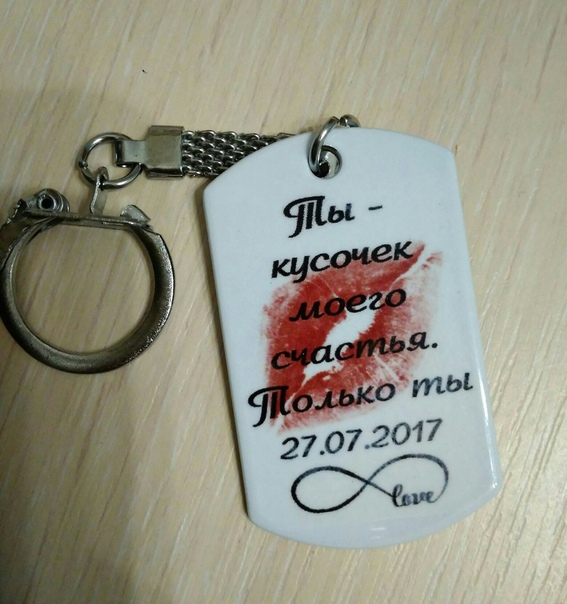 Ты -
кусочек
моего
счастья.
Только ты
27.07.2017
love